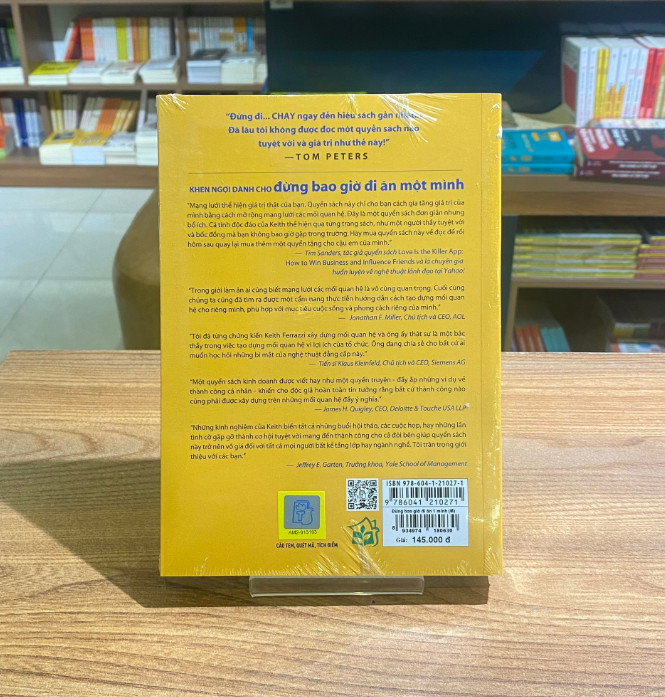 “Đừng đi... CHẠY ngay đến hiệu sách gần nhất.
Đã lâu tôi không được đọc một quyển sách nào
tuyệt vời và giá trị như thế này!”
— TOM PETERS
KHEN NGỢI DÀNH CHO đừng bao giờ đi ăn một mình
“Mạng lưới thể hiện giá trị thật của bạn. Quyển sách này chỉ cho bạn cách gia tăng giá trị của
mình bằng cách mở rộng mạng lưới các mối quan hệ. Đây là một quyển sách đơn giản nhưng
bổ ích. Cá tính độc đáo của Keith thể hiện qua từng trang sách, như một người thầy tuyệt vời
và bốc đồng mà bạn không bao giờ gặp trong trường. Hãy mua quyển sách này về đọc để rồi
hôm sau quay lại mua thêm một quyển tặng cho cậu em của mình.”
— Tim Sanders, tác giả quyển sách Love Is the Killer App:
How to Win Business and Influence Friends và là chuyên gia
huấn luyện về nghệ thuật lãnh đạo tại Yahoo!
“Trong giới làm ăn ai cũng biết mạng lưới các mối quan hệ là vô cùng quan trọng. Cuối cùng
chúng ta cũng đã tìm ra được một cẩm nang thực tiễn hướng dẫn cách tạo dựng mối quan
hệ cho riêng mình, phù hợp với mục tiêu cuộc sống và phong cách riêng của mình.”
— Jonathan F. Miller, Chủ tịch và CEO, AOL
“Tôi đã từng chứng kiến Keith Ferrazzi xây dựng mối quan hệ và ông ấy thật sự là một bậc
thầy trong việc tạo dựng mối quan hệ vì lợi ích của tổ chức. Ông đang chia sẻ cho bất cứ ai
muốn học hỏi những bí mật của nghệ thuật đẳng cấp này.”
— Tiến sĩ Klaus Kleinfeld, Chủ tịch và CEO, Siemens AG
“Một quyển sách kinh doanh được viết hay như một quyển truyện - đầy ắp những ví dụ về
thành công cá nhân - khiến cho độc giả hoàn toàn tin tưởng rằng bất cứ thành công nào
cũng phải được xây dựng trên những mối quan hệ đầy ý nghĩa.”
— James H. Quigley, CEO, Deloitte & Touche USA LLP
“Những kinh nghiệm của Keith biến tất cả những buổi hội thảo, các cuộc họp, hay những lần
tình cờ gặp gỡ thành cơ hội tuyệt vời mang đến thành công cho cả đôi bên giúp quyển sách
này trở nên vô giá đối với tất cả mọi người bất kể tầng lớp hay ngành nghề. Tôi trân trọng giới
thiệu với các bạn.”
— Jeffrey E. Garten, Trưởng khoa, Yale School of Management
ISBN 978-604-1-21027-1
9 786041 210271
Đừng bao giờ đi ăn 1 mình (M)
Giá: 145.000 đ
CÀO TEM, QUÉT MÃ, TÍCH ĐIỂM